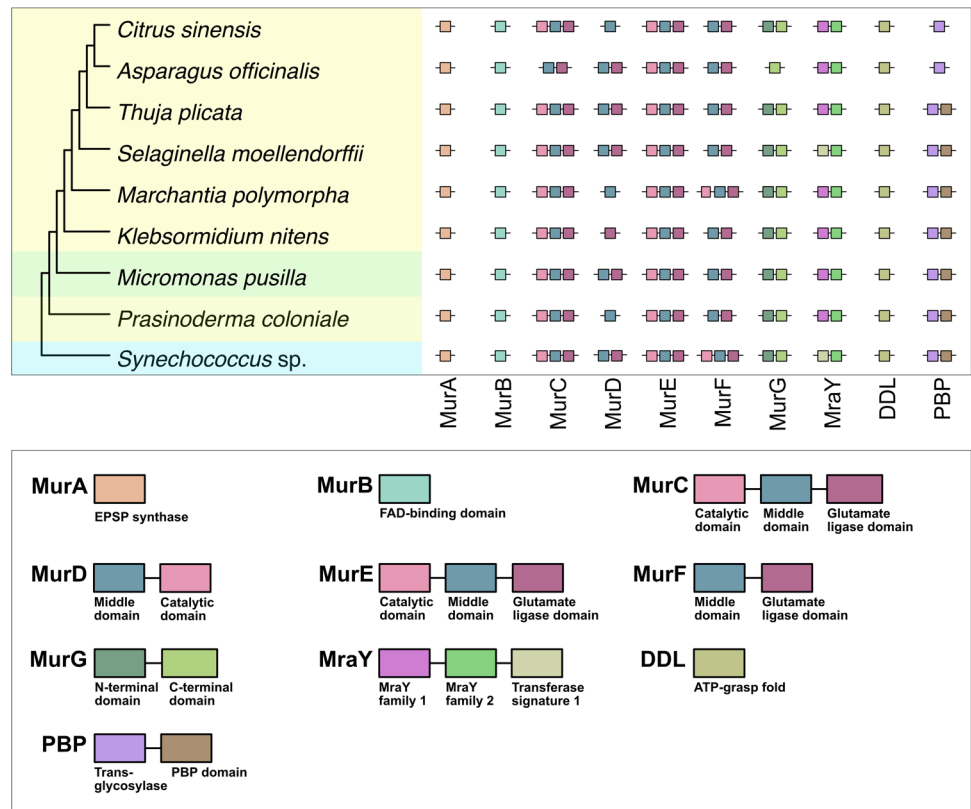 Citrus sinensis
Asparagus officinalis
Thuja plicata
Selaginella moellendorffii
Marchantia polymorpha
Klebsormidium nitens
Micromonas pusilla
Prasinoderma coloniale
Synechococcus sp.
MurA MurB MurC MurD MurE MurF MurG MraY DDL PBP
MurA
EPSP synthase
MurB
FAD-binding domain
MurC
Catalytic domain
Middle domain
Glutamate ligase domain
MurD
Middle domain
Catalytic domain
MurE
Catalytic domain
Middle domain
Glutamate ligase domain
MurF
Middle domain
Glutamate ligase domain
MurG
N-terminal domain
C-terminal domain
MraY
MraY family 1
MraY family 2
Transferase signature 1
DDL
ATP-grasp fold
PBP
Trans-glycosylase
PBP domain